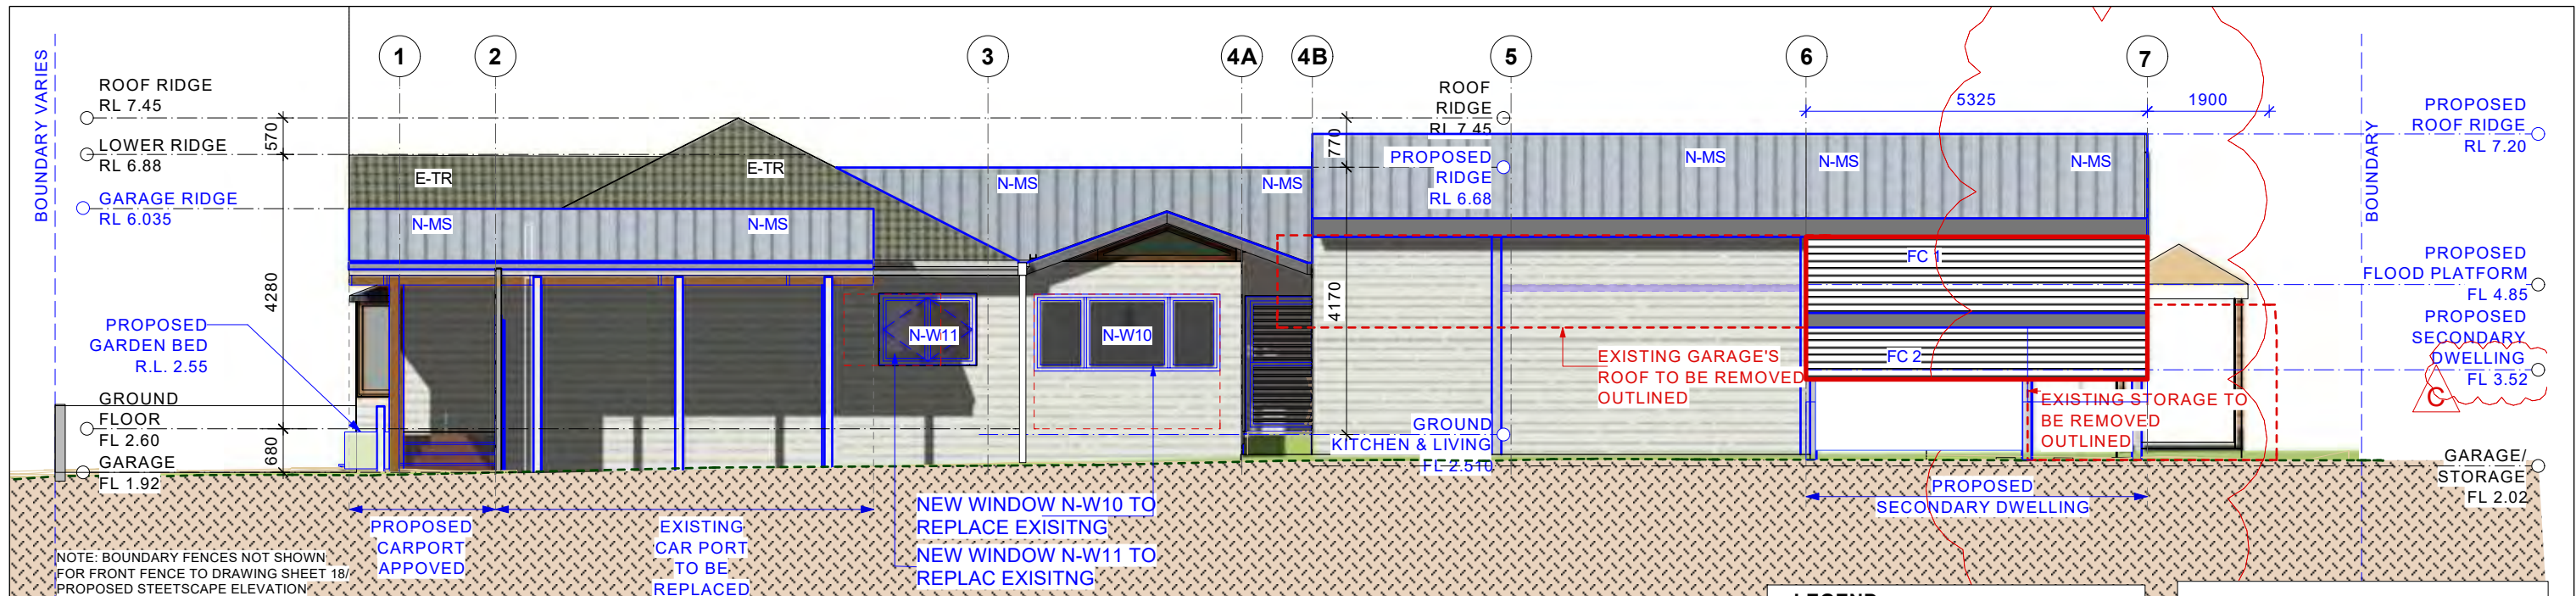 BOUNDARY VARIES
1
2
3
4A
4B
5
6
7
ROOF RIDGE
RL 7.45
LOWER RIDGE
RL 6.88
GARAGE RIDGE
RL 6.035
570
4280
680
PROPOSED
GARDEN BED
R.L. 2.55
GROUND
FLOOR
FL 2.60
GARAGE
FL 1.92
E-TR
E-TR
N-MS
N-MS
N-MS
N-MS
N-MS
N-MS
N-MS
ROOF
RIDGE
RL 7.45
PROPOSED
RIDGE
RL 6.68
770
4170
5325
1900
N-W11
N-W10
FC 1
FC 2
EXISTING GARAGE'S
ROOF TO BE REMOVED
OUTLINED
EXISTING STORAGE TO
BE REMOVED
OUTLINED
GROUND
KITCHEN & LIVING
FL 2.510
BOUNDARY
PROPOSED
ROOF RIDGE
RL 7.20
PROPOSED
FLOOD PLATFORM
FL 4.85
PROPOSED
SECONDARY
DWELLING
FL 3.52
C
GARAGE/
STORAGE
FL 2.02
PROPOSED
SECONDARY DWELLING
PROPOSED
CARPORT
APPOVED
EXISTING
CAR PORT
TO BE
REPLACED
NEW WINDOW N-W10 TO
REPLACE EXISITNG
NEW WINDOW N-W11 TO
REPLAC EXISITNG
NOTE: BOUNDARY FENCES NOT SHOWN
FOR FRONT FENCE TO DRAWING SHEET 18/
PROPOSED STEETSCAPE ELEVATION
LEGEND